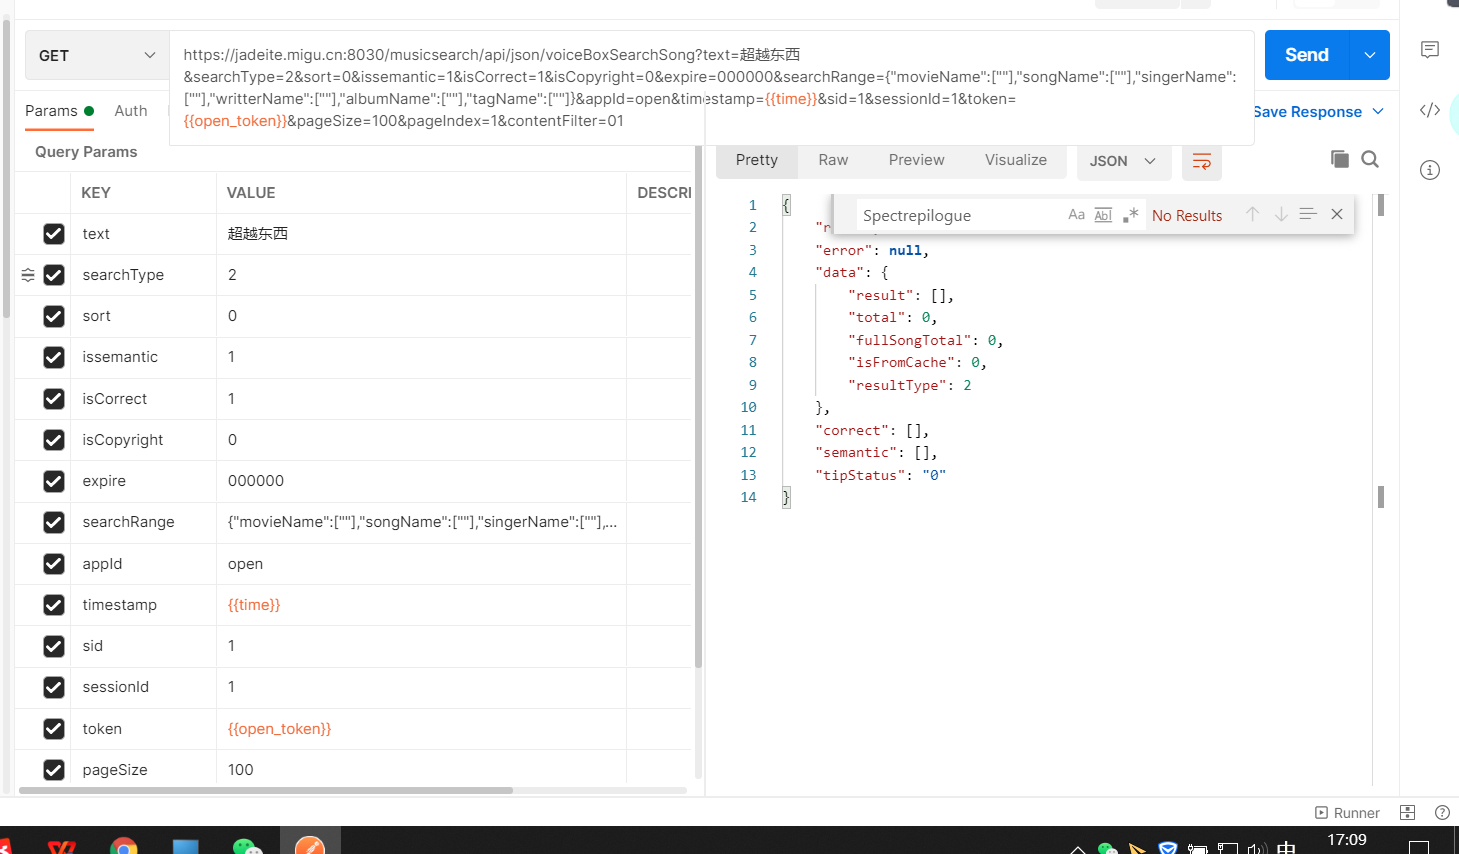 GET
https://jadeite.migu.cn:8030/musicsearch/api/json/voiceBoxSearchSong?text=超越东西
&searchType=2&sort=0&issemantic=1&isCorrect=1&isCopyright=0&expire=000000&searchRange={"movieName":[""],"songName":[""],"singerName":
[""],"writterName":[""],"albumName":[""],"tagName":[""]}&appId=open&timestamp={{time}}&sid=1&sessionId=1&token=
{{open_token}}&pageSize=100&pageIndex=1&contentFilter=01
Send
Params
Auth
Save Response
Query Params
KEY VALUE DESCRI
text 超越东西
searchType 2
sort 0
issemantic 1
isCorrect 1
isCopyright 0
expire 000000
searchRange {"movieName":[""],"songName":[""],"singerName":[""],...
appId open
timestamp {{time}}
sid 1
sessionId 1
token {{open_token}}
pageSize 100
Pretty Raw Preview Visualize JSON
Spectrepilogue Aa Abl .* No Results
1 {
2 "r
3 "error": null,
4 "data": {
5 "result": [],
6 "total": 0,
7 "fullSongTotal": 0,
8 "isFromCache": 0,
9 "resultType": 2
10 },
11 "correct": [],
12 "semantic": [],
13 "tipStatus": "0"
14 }
Runner
中
17:09